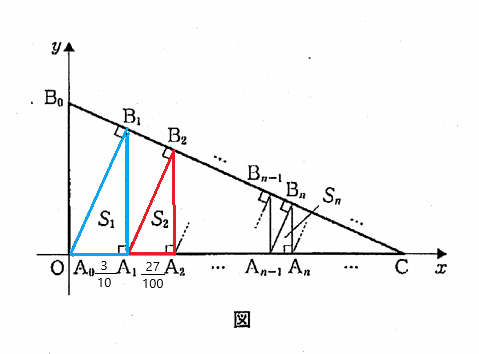 y
B₀
B₁
B₂
...
Bₙ₋₁
Bₙ
Sₙ
...
S₁
S₂
O
A₀
3/10
A₁
27/100
A₂
...
Aₙ₋₁
Aₙ
...
C
x
図